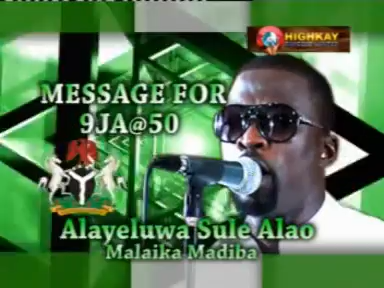 HIGHKAY
MESSAGE FOR
9JA@50
Alayeluwa Sule Alao
Malaika Madiba